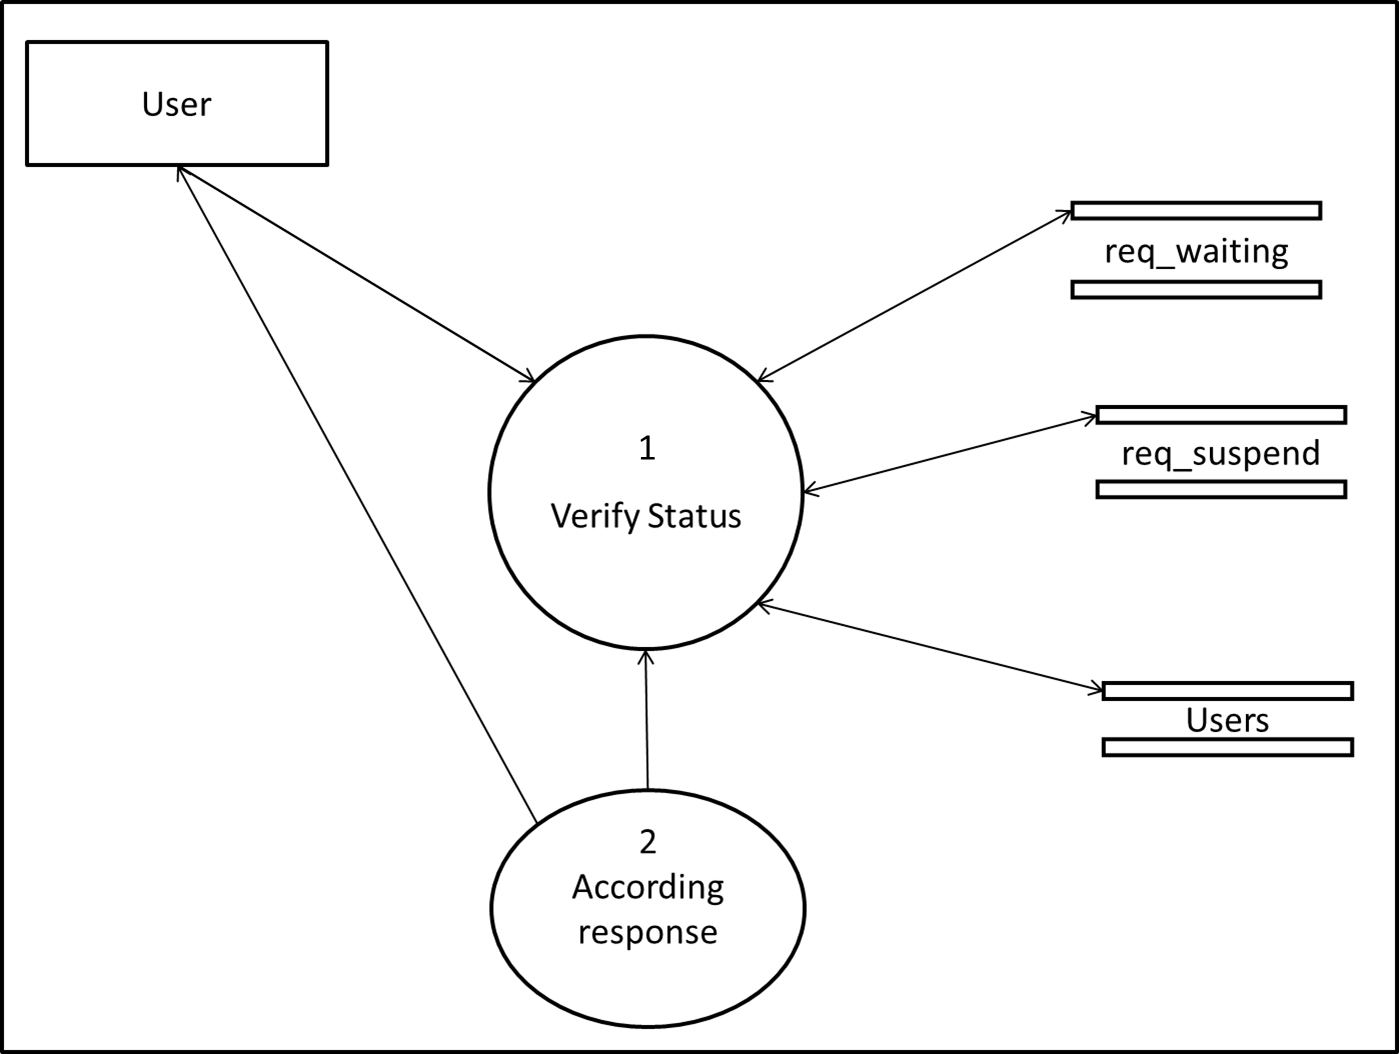 User
req_waiting
1
Verify Status
req_suspend
Users
2
According
response